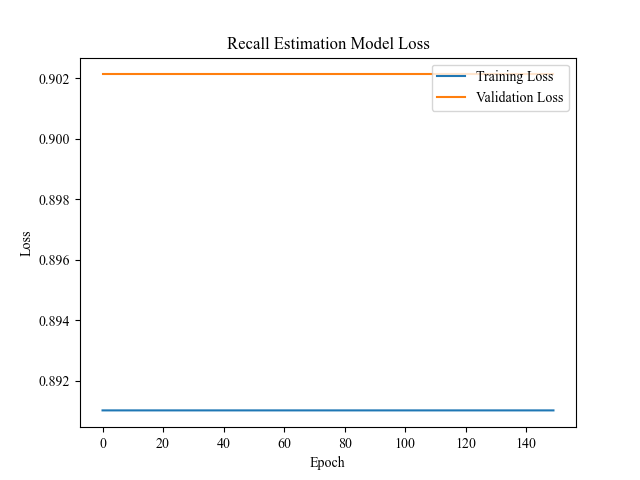 Recall Estimation Model Loss
Training Loss
Validation Loss
0.902
0.900
0.898
0.896
0.894
0.892
Loss
0 20 40 60 80 100 120 140
Epoch